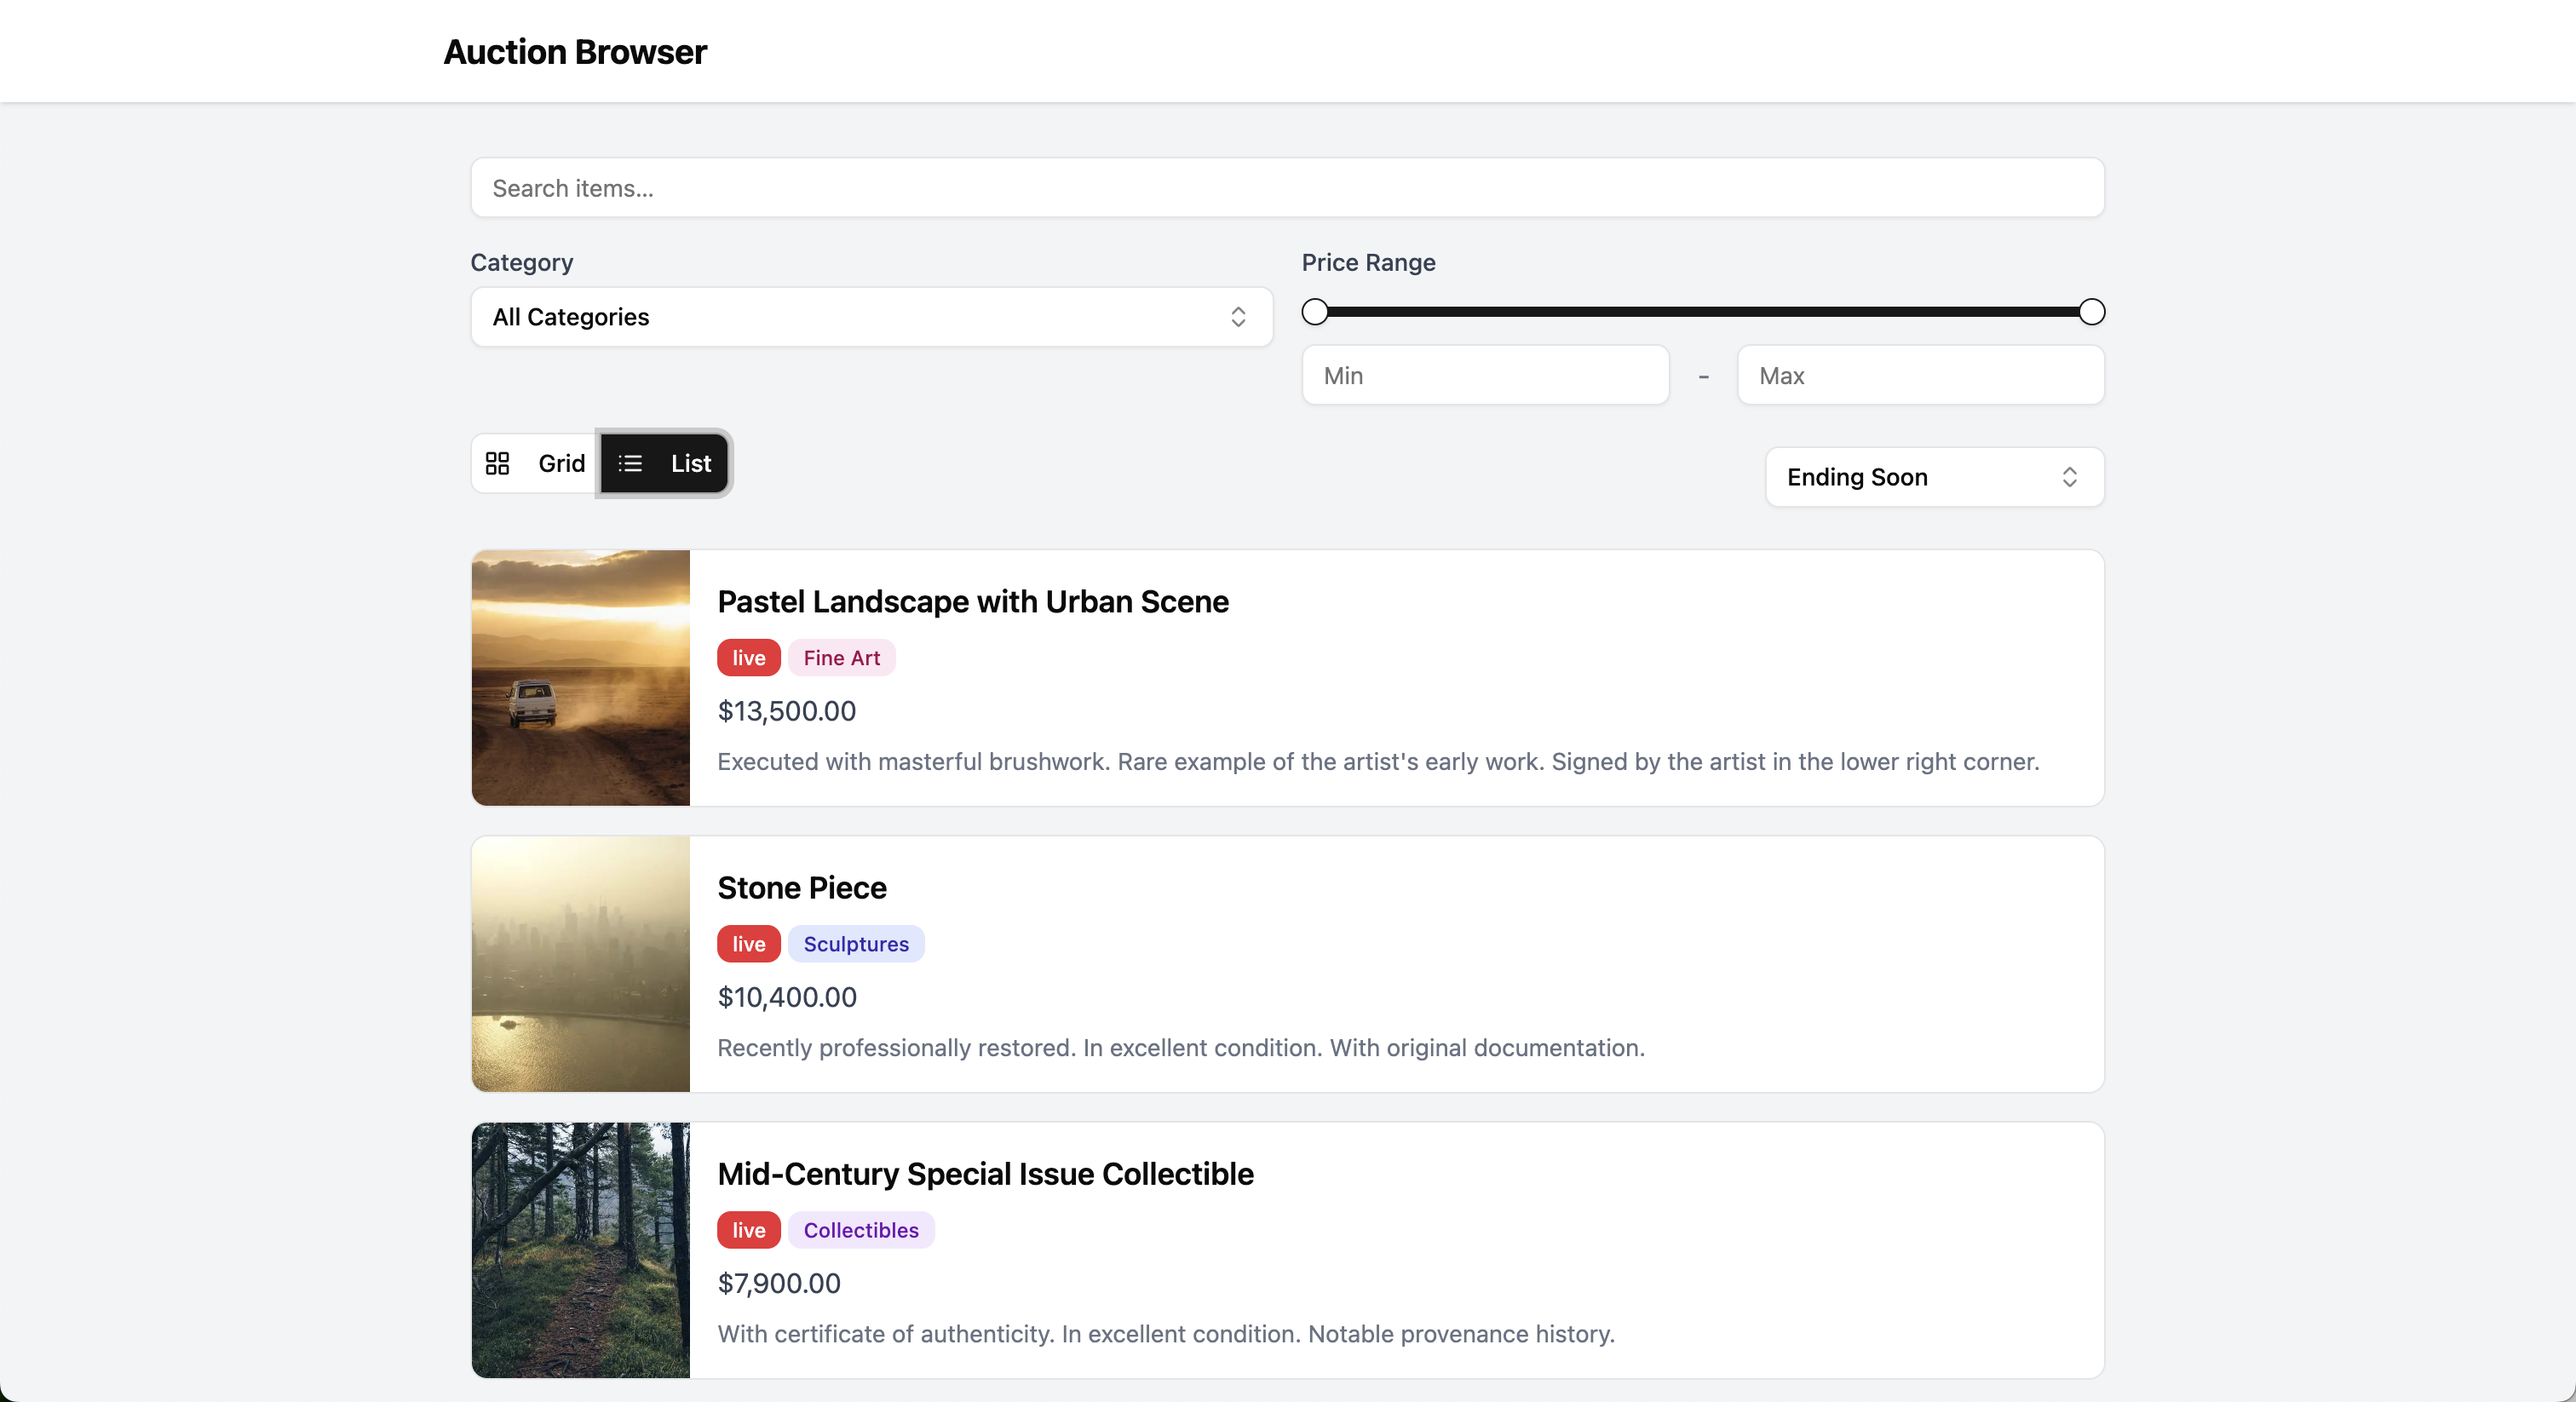 Auction Browser
Search items...
Category
Price Range
All Categories
Min - Max
Grid List
Ending Soon
Pastel Landscape with Urban Scene
live Fine Art
$13,500.00
Executed with masterful brushwork. Rare example of the artist's early work. Signed by the artist in the lower right corner.
Stone Piece
live Sculptures
$10,400.00
Recently professionally restored. In excellent condition. With original documentation.
Mid-Century Special Issue Collectible
live Collectibles
$7,900.00
With certificate of authenticity. In excellent condition. Notable provenance history.